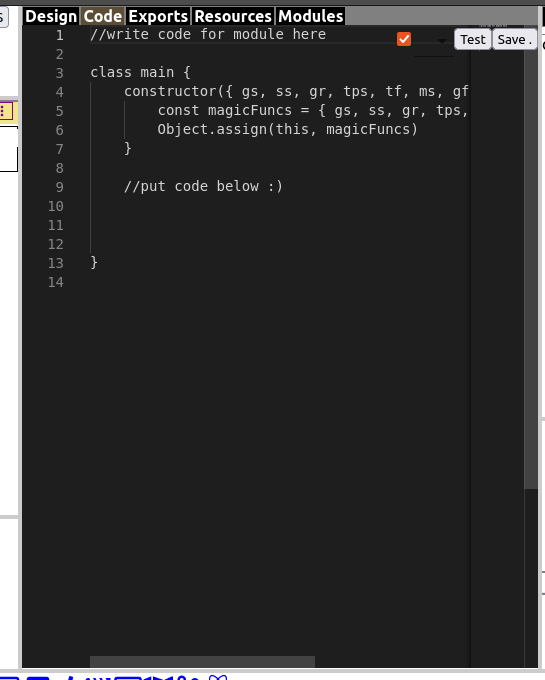 Design Code Exports Resources Modules
Test Save.
1 //write code for module here
2
3 class main {
4 constructor({ gs, ss, gr, tps, tf, ms, gf
5 const magicFuncs = { gs, ss, gr, tps,
6 Object.assign(this, magicFuncs)
7 }
8
9 //put code below :)
10
11
12
13 }
14